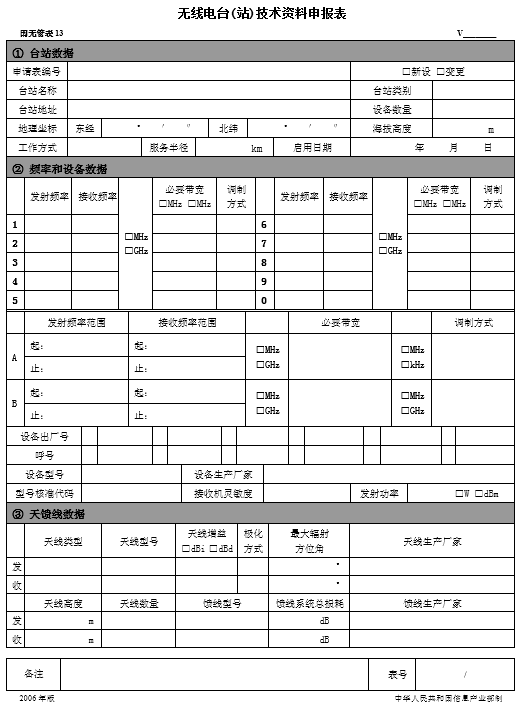 无线电台(站)技术资料申报表
国无管表 13 V________
① 台站数据
申请表编号 □新设 □变更
台站名称 台站类别
台站地址 设备数量
地理坐标 东经 ° ′ ″ 北纬 ° ′ ″ 海拔高度 m
工作方式 服务半径 km 启用日期 年 月 日
② 频率和设备数据
发射频率 接收频率 必要带宽 调制 发射频率 接收频率 必要带宽 调制
□MHz □MHz 方式 □MHz □MHz 方式
1 6
2 □MHz 7 □MHz
3 □GHz 8 □GHz
4 9
5 0
发射频率范围 接收频率范围 必要带宽 调制方式
A 起: 起: □MHz □MHz
止: 止: □GHz □kHz
B 起: 起: □MHz □MHz
止: 止: □GHz □GHz
设备出厂号
呼号
设备型号 设备生产厂家
型号核准代码 接收机灵敏度 发射功率 □W □dBm
③ 天馈线数据
天线类型 天线型号 天线增益 极化 最大辐射 天线生产厂家
□dBi □dBd 方式 方位角
发 °
收 °
天线高度 天线数量 馈线型号 馈线系统总损耗 馈线生产厂家
发 m dB
收 m dB
备注 表号 /
2006 年版 中华人民共和国信息产业部制